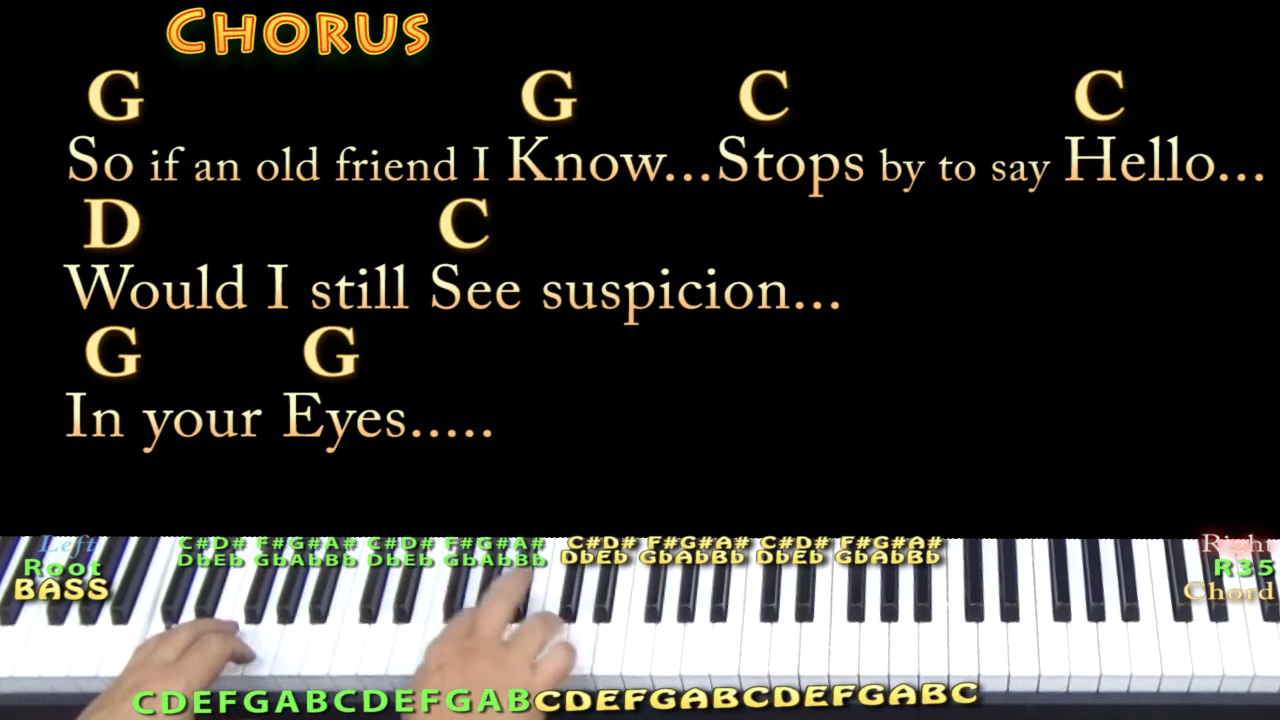 CHORUS
G G C C
So if an old friend I Know...Stops by to say Hello...
D C
Would I still See suspicion...
G G
In your Eyes.....
Left
Root
BASS
C#D# F#G#A# C#D# F#G#A# C#D# F#G#A# C#D# F#G#A#
DbEb GbAbBb DbEb GbAbBb DbEb GbAbBb DbEb GbAbBb
Right
R35
Chord
CDEFGABCDEFGABCDEFGABCDEFGABC